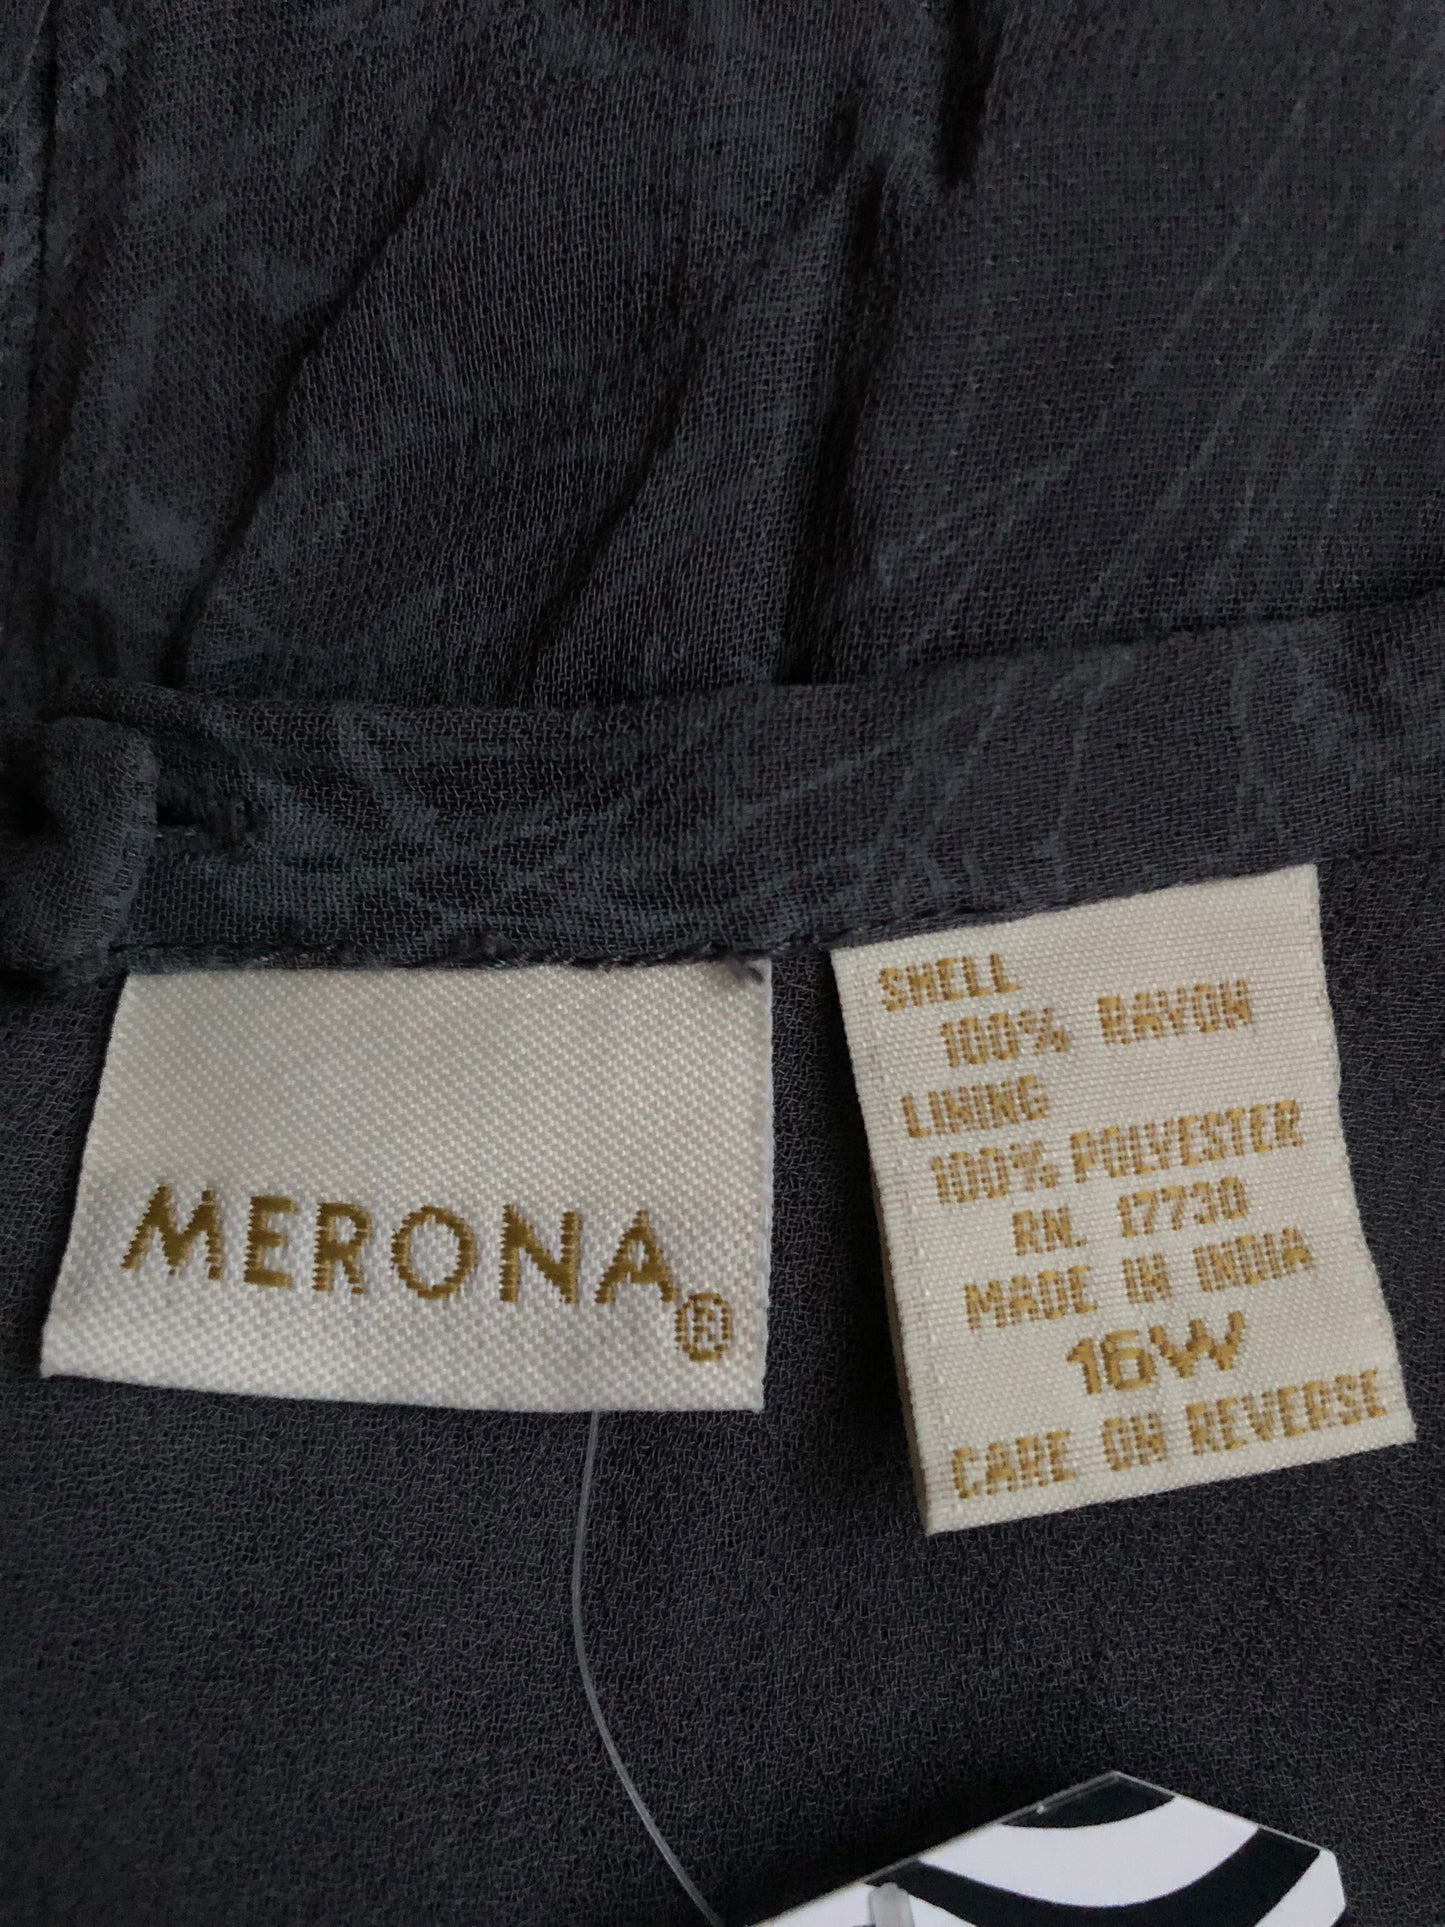 MERONA®
SHELL
100% RAYON
LINING
100% POLYESTER
RN. 17730
MADE IN INDIA
16W
CARE ON REVERSE